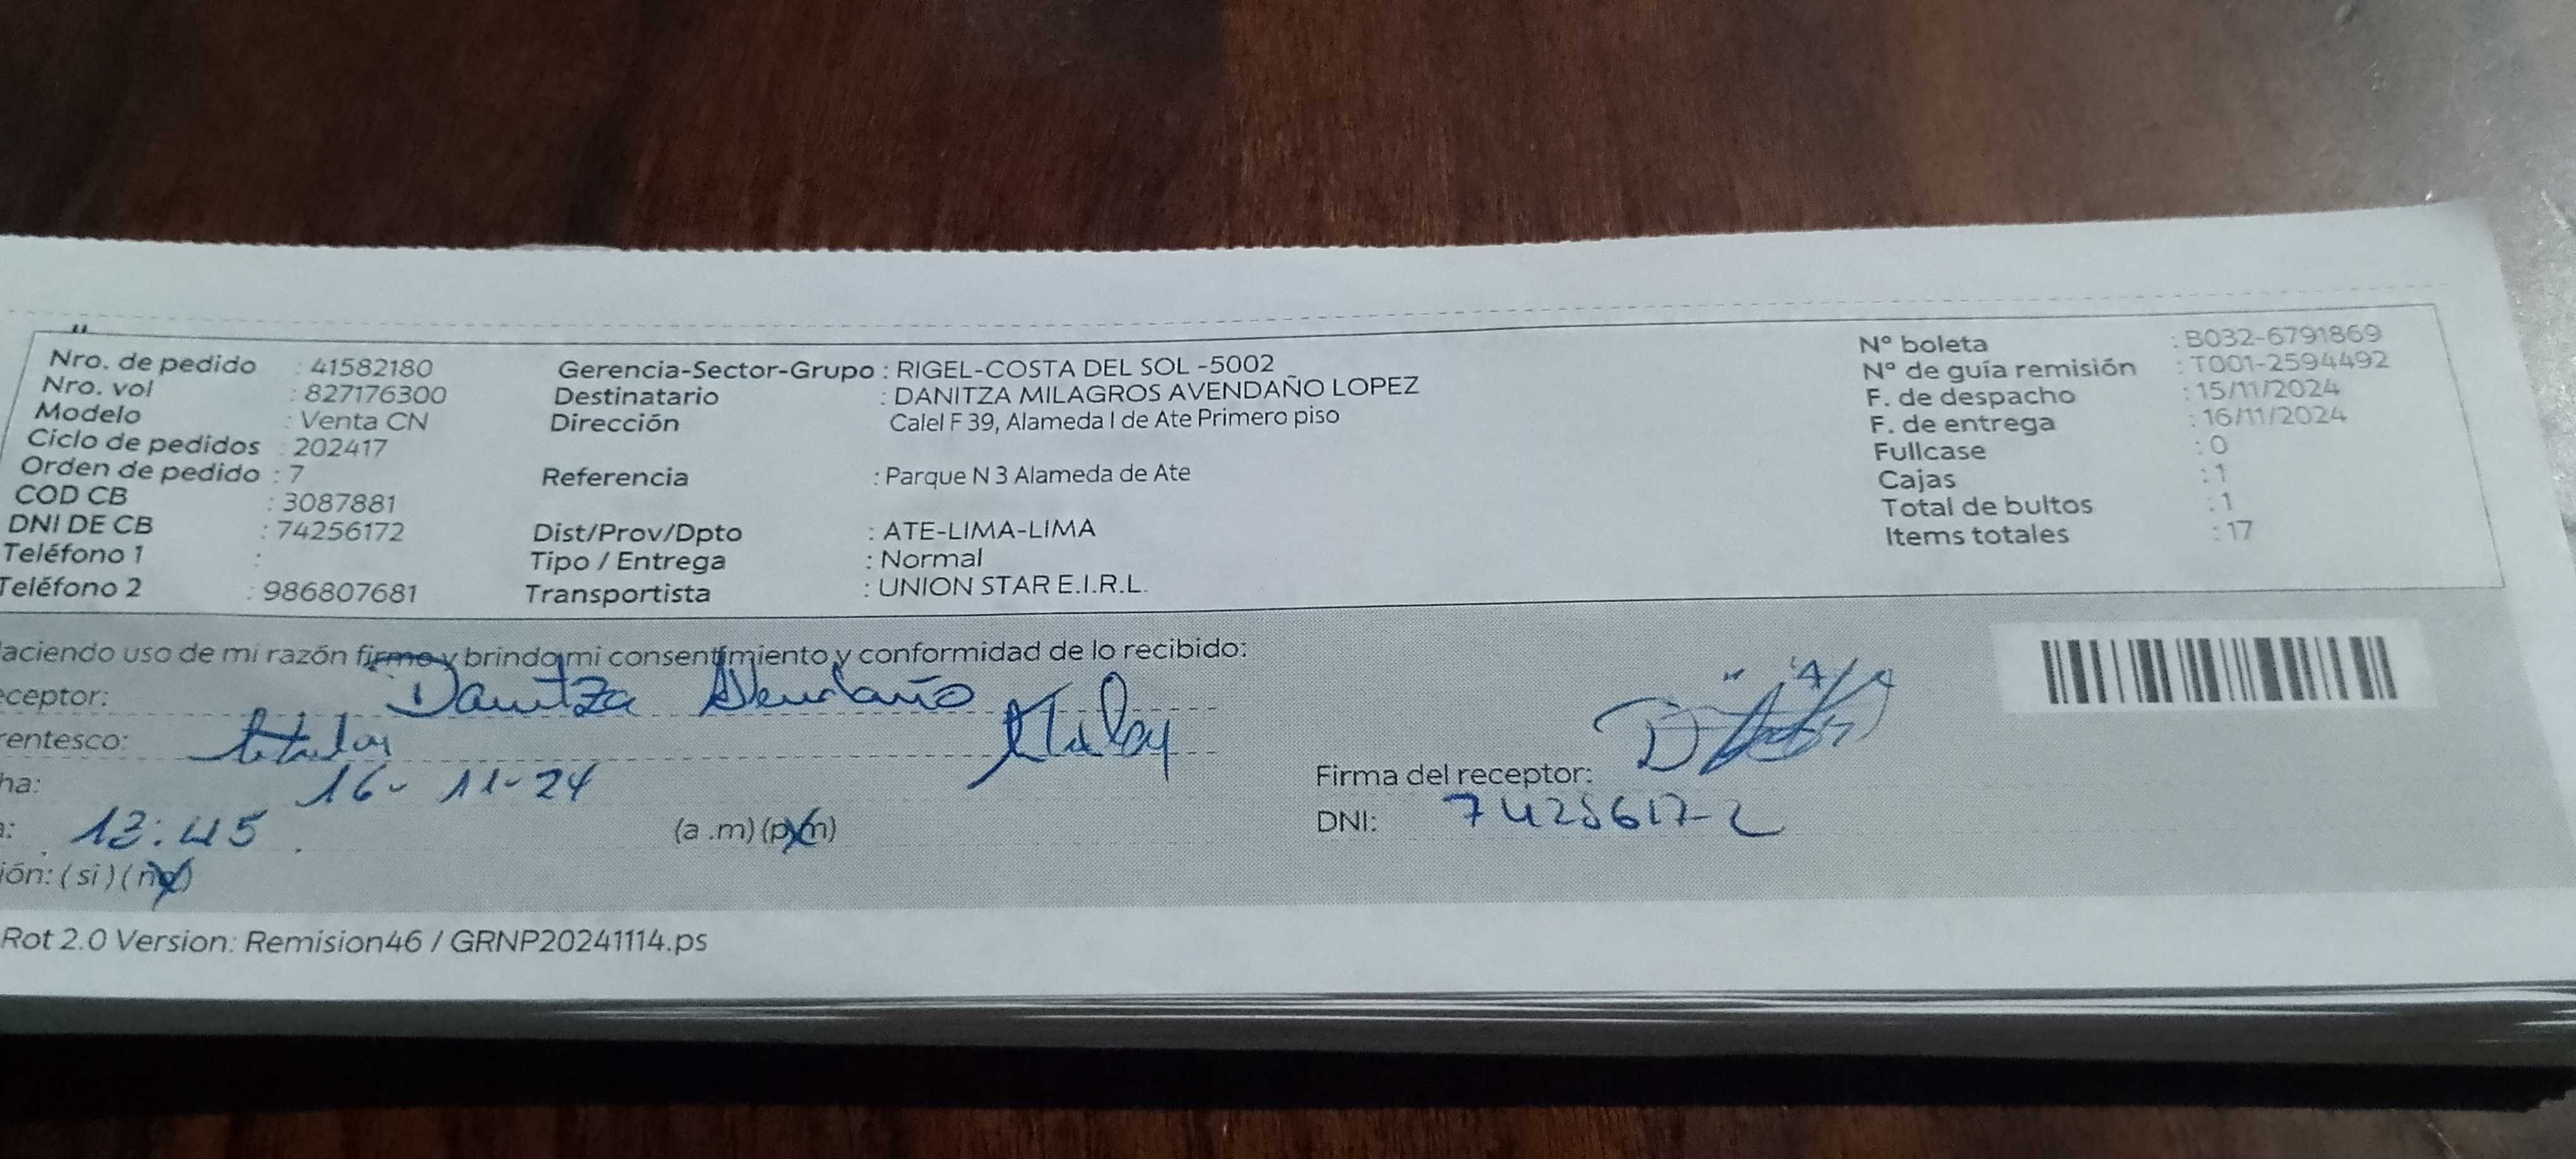 Nro. de pedido : 41582180
Nro. vol : 827176300
Modelo : Venta CN
Ciclo de pedidos : 202417
Orden de pedido : 7
COD CB : 3087881
DNI DE CB : 74256172
Teléfono 1 :
Teléfono 2 : 986807681
Gerencia-Sector-Grupo : RIGEL-COSTA DEL SOL -5002
Destinatario : DANITZA MILAGROS AVENDAÑO LOPEZ
Dirección Calel F 39, Alameda I de Ate Primero piso
Referencia : Parque N 3 Alameda de Ate
Dist/Prov/Dpto : ATE-LIMA-LIMA
Tipo / Entrega : Normal
Transportista : UNION STAR E.I.R.L.
N° boleta : B032-6791869
N° de guía remisión : T001-2594492
F. de despacho : 15/11/2024
F. de entrega : 16/11/2024
Fullcase : 0
Cajas : 1
Total de bultos : 1
Items totales : 17
aciendo uso de mi razón firmo y brindo mi consentimiento y conformidad de lo recibido:
eceptor: Danitza Avendaño
rentesco: titular
ha: 16-11-24
a: 13:45 (a .m) (p.m)
Firma del receptor:
DNI: 74256172
ión: ( si ) ( no )
Rot 2.0 Version: Remision46 / GRNP20241114.ps